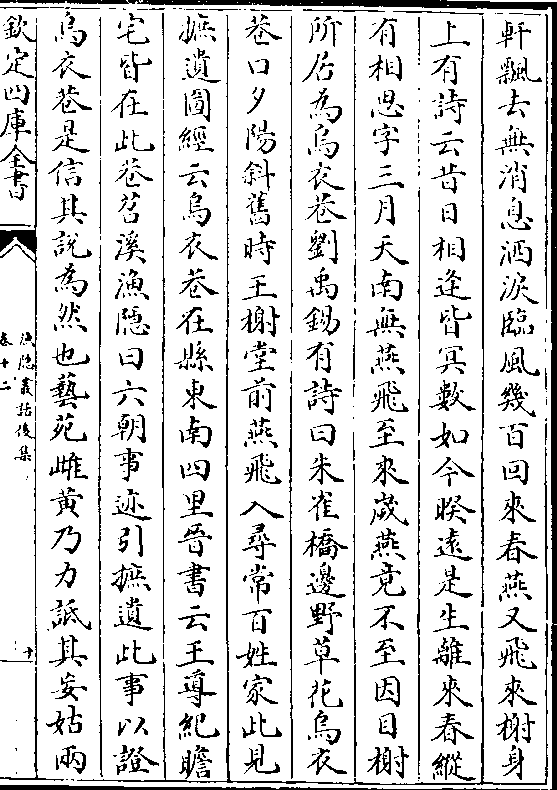 軒飄去無消息洒淚臨風幾百回來春燕又飛來榭身
上有詩云昔日相逢皆冥數如今睽遠是生離來春縱
有相思字三月天南無燕飛至來歲燕竟不至因目榭
所居為烏衣巷劉禹錫有詩曰朱雀橋邊野草花烏衣
巷口夕陽斜舊時王榭堂前燕飛入尋常百姓家此見
摭遺圖經云烏衣巷在縣東南四里晉書云王導紀瞻
宅皆在此巷苕溪漁隱曰六朝事迹引摭遺此事以證
烏衣巷是信其說為然也藝苑雌黃乃力詆其妄姑兩
欽定四庫全書
漁隱叢話後集
卷十二
十